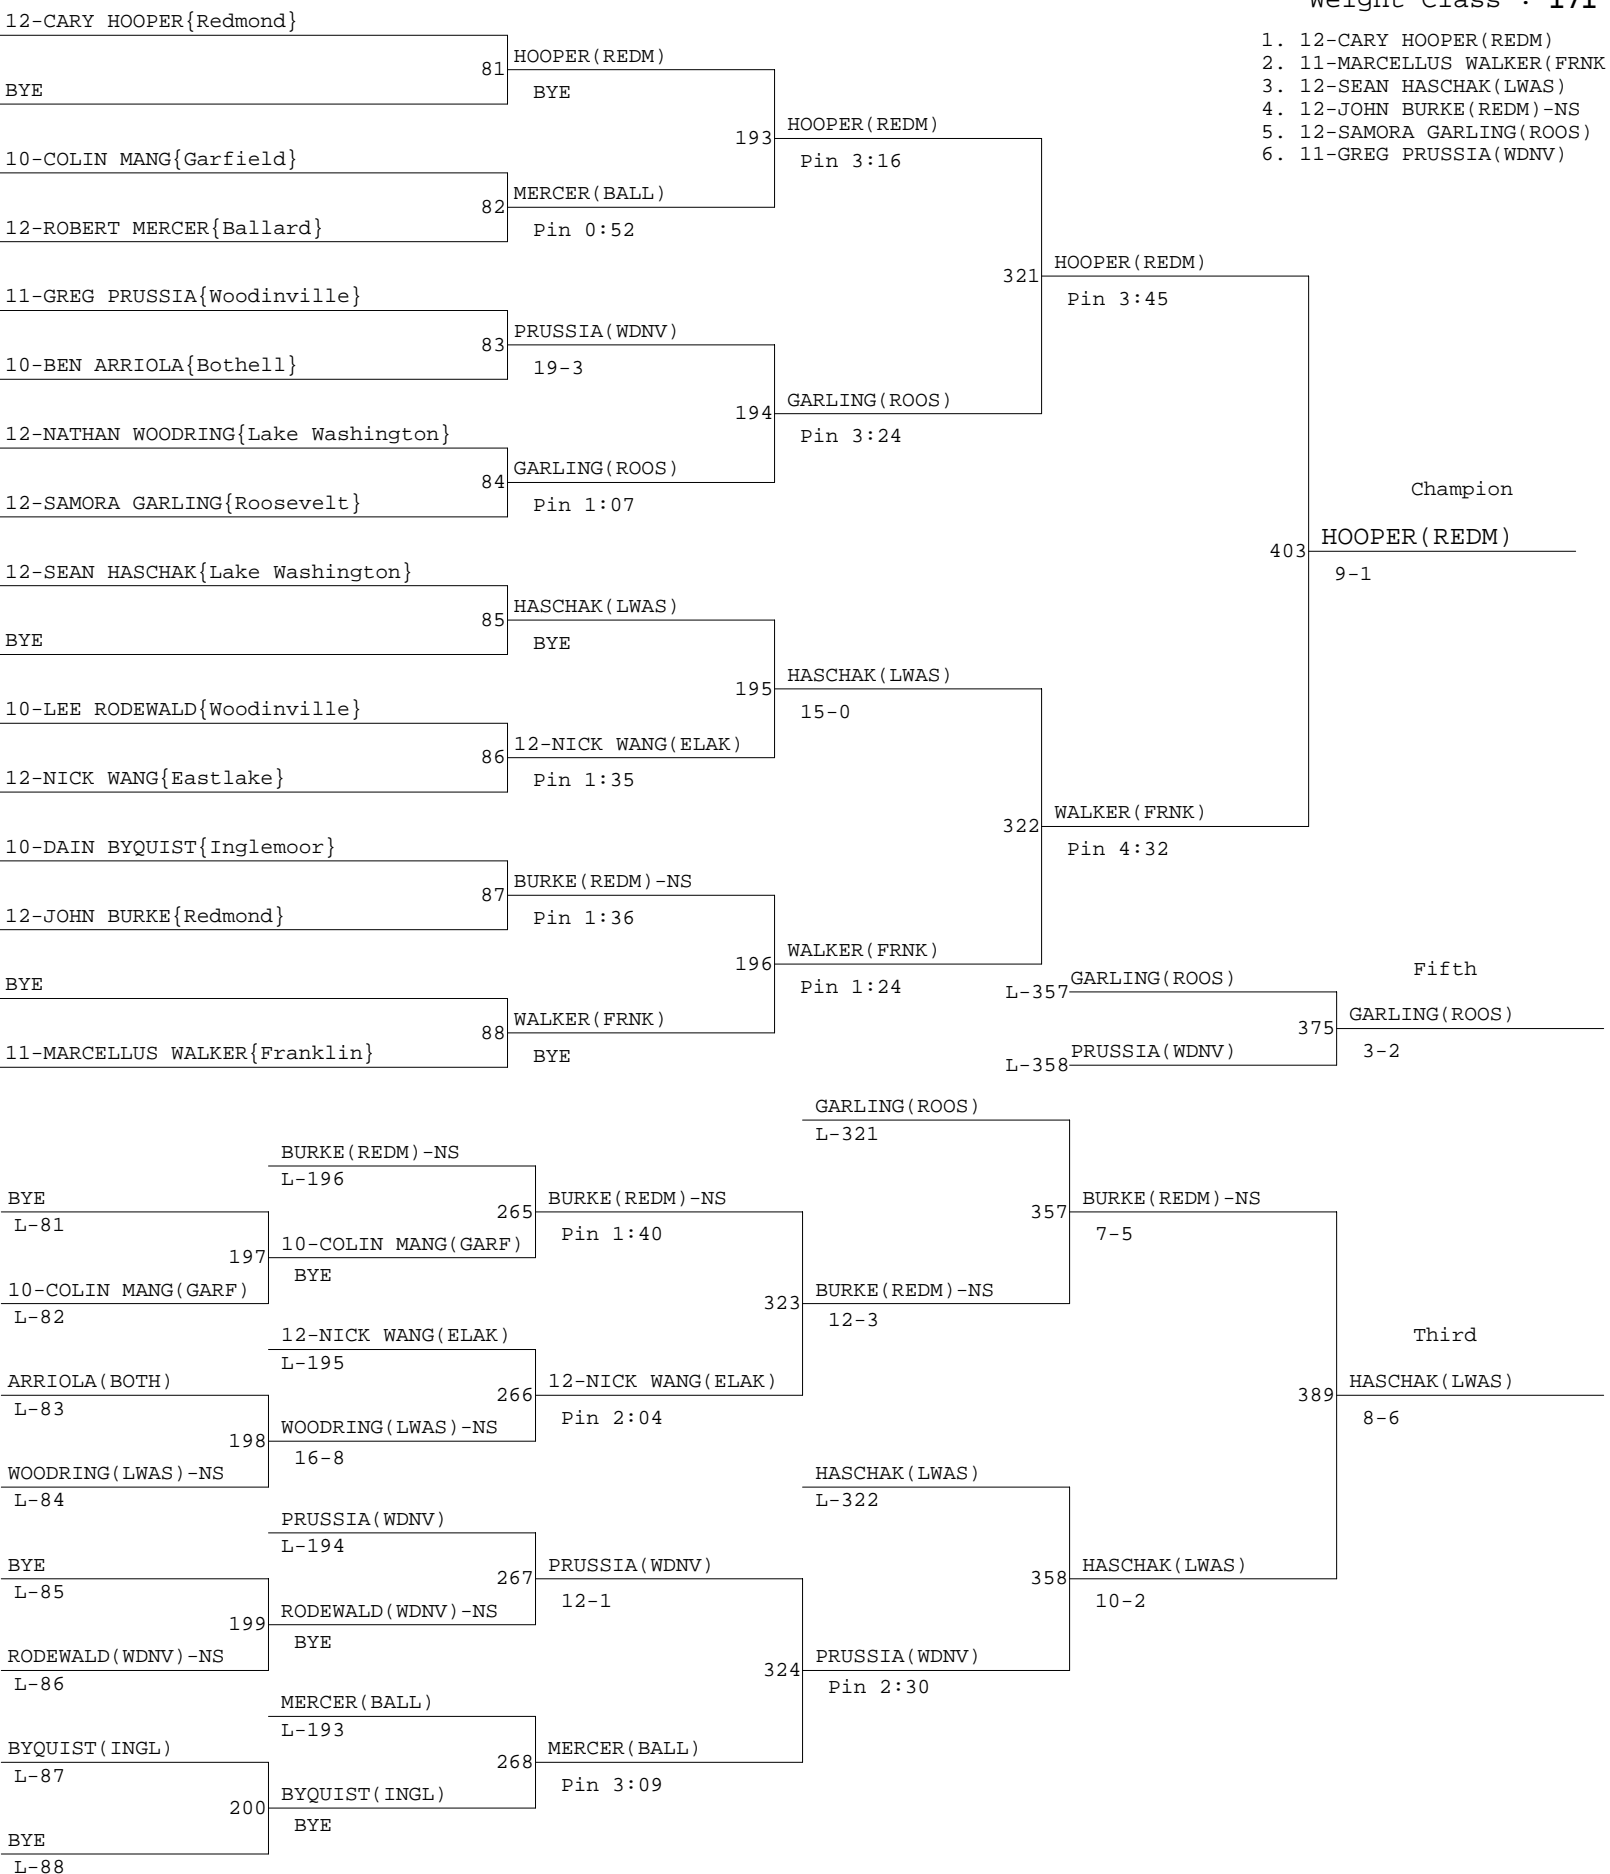 Weight Class : 171
1. 12-CARY HOOPER(REDM)
2. 11-MARCELLUS WALKER(FRNK
3. 12-SEAN HASCHAK(LWAS)
4. 12-JOHN BURKE(REDM)-NS
5. 12-SAMORA GARLING(ROOS)
6. 11-GREG PRUSSIA(WDNV)
12-CARY HOOPER{Redmond}
81 HOOPER(REDM)
BYE
BYE
193 HOOPER(REDM)
Pin 3:16
10-COLIN MANG{Garfield}
82 MERCER(BALL)
12-ROBERT MERCER{Ballard}
Pin 0:52
321 HOOPER(REDM)
Pin 3:45
11-GREG PRUSSIA{Woodinville}
83 PRUSSIA(WDNV)
10-BEN ARRIOLA{Bothell}
19-3
194 GARLING(ROOS)
Pin 3:24
12-NATHAN WOODRING{Lake Washington}
84 GARLING(ROOS)
12-SAMORA GARLING{Roosevelt}
Pin 1:07
Champion
403 HOOPER(REDM)
9-1
12-SEAN HASCHAK{Lake Washington}
85 HASCHAK(LWAS)
BYE
BYE
195 HASCHAK(LWAS)
15-0
10-LEE RODEWALD{Woodinville}
86 12-NICK WANG(ELAK)
12-NICK WANG{Eastlake}
Pin 1:35
322 WALKER(FRNK)
Pin 4:32
10-DAIN BYQUIST{Inglemoor}
87 BURKE(REDM)-NS
12-JOHN BURKE{Redmond}
Pin 1:36
196 WALKER(FRNK)
Pin 1:24
BYE
88 WALKER(FRNK)
11-MARCELLUS WALKER{Franklin}
BYE
Fifth
L-357 GARLING(ROOS)
375 GARLING(ROOS)
L-358 PRUSSIA(WDNV)
3-2
GARLING(ROOS)
L-321
BURKE(REDM)-NS
L-196
BYE
L-81
265 BURKE(REDM)-NS
Pin 1:40
357 BURKE(REDM)-NS
7-5
197 10-COLIN MANG(GARF)
BYE
10-COLIN MANG(GARF)
L-82
323 BURKE(REDM)-NS
12-3
12-NICK WANG(ELAK)
L-195
Third
ARRIOLA(BOTH)
L-83
266 12-NICK WANG(ELAK)
Pin 2:04
389 HASCHAK(LWAS)
8-6
198 WOODRING(LWAS)-NS
16-8
WOODRING(LWAS)-NS
L-84
HASCHAK(LWAS)
L-322
PRUSSIA(WDNV)
L-194
BYE
L-85
267 PRUSSIA(WDNV)
12-1
358 HASCHAK(LWAS)
10-2
199 RODEWALD(WDNV)-NS
BYE
RODEWALD(WDNV)-NS
L-86
324 PRUSSIA(WDNV)
Pin 2:30
MERCER(BALL)
L-193
BYQUIST(INGL)
L-87
268 MERCER(BALL)
Pin 3:09
200 BYQUIST(INGL)
BYE
BYE
L-88